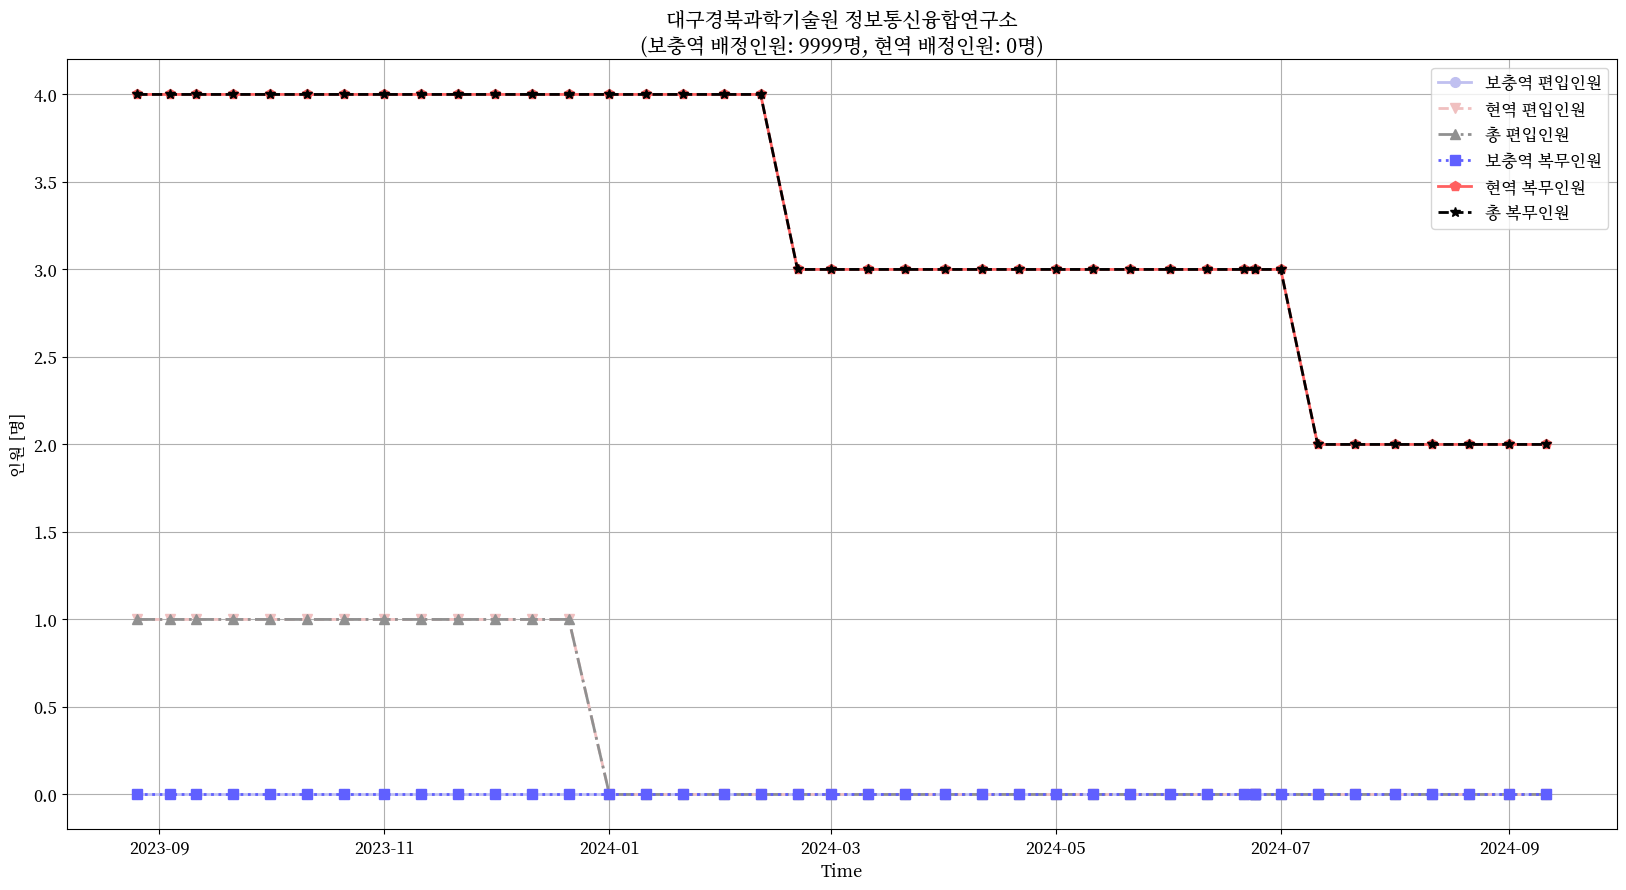 대구경북과학기술원 정보통신융합연구소
(보충역 배정인원: 9999명, 현역 배정인원: 0명)
보충역 편입인원
현역 편입인원
총 편입인원
보충역 복무인원
현역 복무인원
총 복무인원
4.0
3.5
3.0
2.5
2.0
1.5
1.0
0.5
0.0
인원 [명]
2023-09 2023-11 2024-01 2024-03 2024-05 2024-07 2024-09
Time